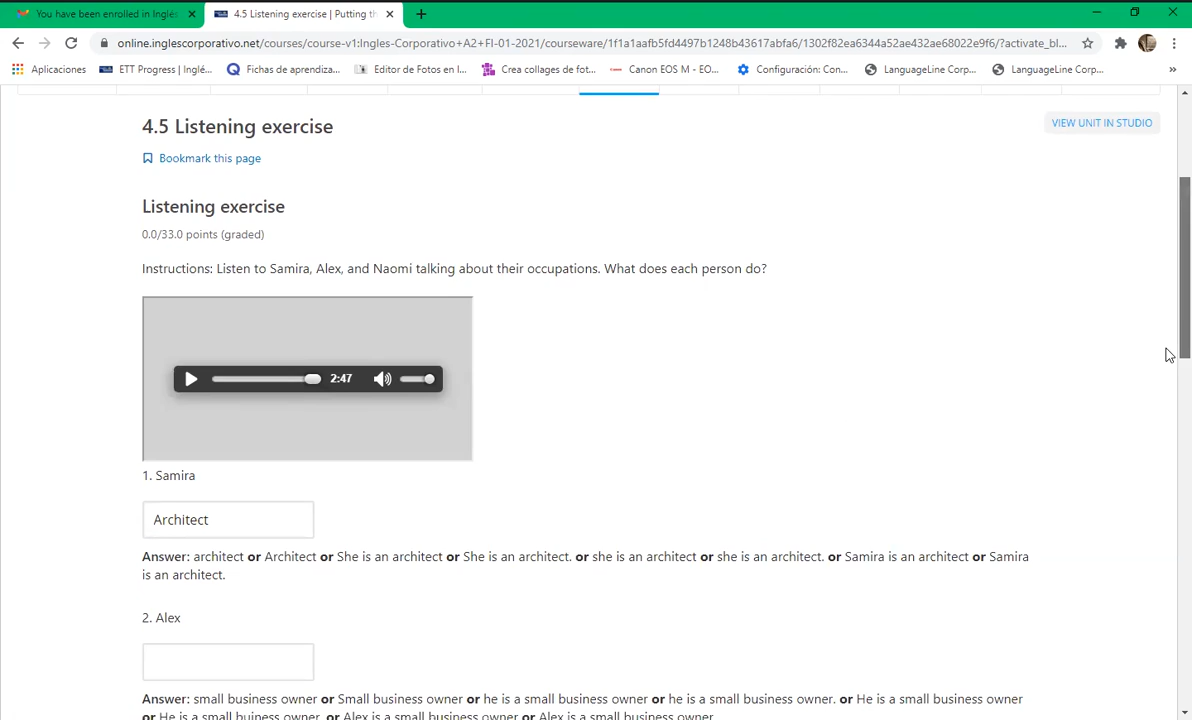 You have been enrolled in Inglés
4.5 Listening exercise | Putting th
online.inglescorporativo.net/courses/course-v1:Ingles-Corporativo+A2+FI-01-2021/courseware/1f1a1aafb5fd4497b1248b43617abfa6/1302f82ea6344a52ae432ae68022e9f6/?activate_bl...
Aplicaciones
ETT Progress | Inglé...
Fichas de aprendiza...
Editor de Fotos en l...
Crea collages de fot...
Canon EOS M - EO...
Configuración: Con...
LanguageLine Corp...
LanguageLine Corp...
»
4.5 Listening exercise
VIEW UNIT IN STUDIO
Bookmark this page
Listening exercise
0.0/33.0 points (graded)
Instructions: Listen to Samira, Alex, and Naomi talking about their occupations. What does each person do?
2:47
1. Samira
Architect
Answer: architect or Architect or She is an architect or She is an architect. or she is an architect or she is an architect. or Samira is an architect or Samira
is an architect.
2. Alex
Answer: small business owner or Small business owner or he is a small business owner or he is a small business owner. or He is a small business owner
or He is a small business owner. or Alex is a small business owner or Alex is a small business owner.